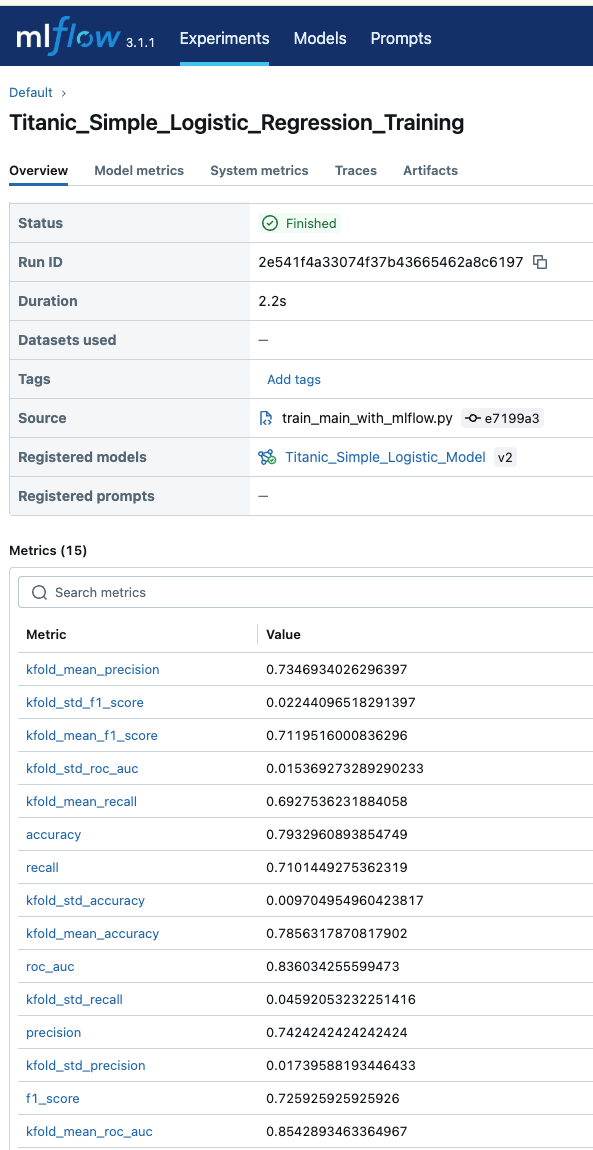 mlflow 3.1.1 Experiments Models Prompts
Default ›
Titanic_Simple_Logistic_Regression_Training
Overview Model metrics System metrics Traces Artifacts
Status Finished
Run ID 2e541f4a33074f37b43665462a8c6197
Duration 2.2s
Datasets used —
Tags Add tags
Source train_main_with_mlflow.py e7199a3
Registered models Titanic_Simple_Logistic_Model v2
Registered prompts —
Metrics (15)
Search metrics
Metric Value
kfold_mean_precision 0.7346934026296397
kfold_std_f1_score 0.02244096518291397
kfold_mean_f1_score 0.7119516000836296
kfold_std_roc_auc 0.015369273289290233
kfold_mean_recall 0.6927536231884058
accuracy 0.7932960893854749
recall 0.7101449275362319
kfold_std_accuracy 0.009704954960423817
kfold_mean_accuracy 0.7856317870817902
roc_auc 0.836034255599473
kfold_std_recall 0.04592053232251416
precision 0.7424242424242424
kfold_std_precision 0.01739588193446433
f1_score 0.725925925925926
kfold_mean_roc_auc 0.8542893463364967